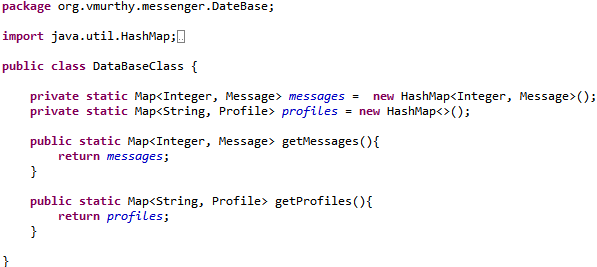 package org.vmurthy.messenger.DateBase;
import java.util.HashMap;
public class DataBaseClass {
private static Map<Integer, Message> messages =  new HashMap<Integer, Message>();
private static Map<String, Profile> profiles = new HashMap<>();
public static Map<Integer, Message> getMessages(){
return messages;
}
public static Map<String, Profile> getProfiles(){
return profiles;
}
}